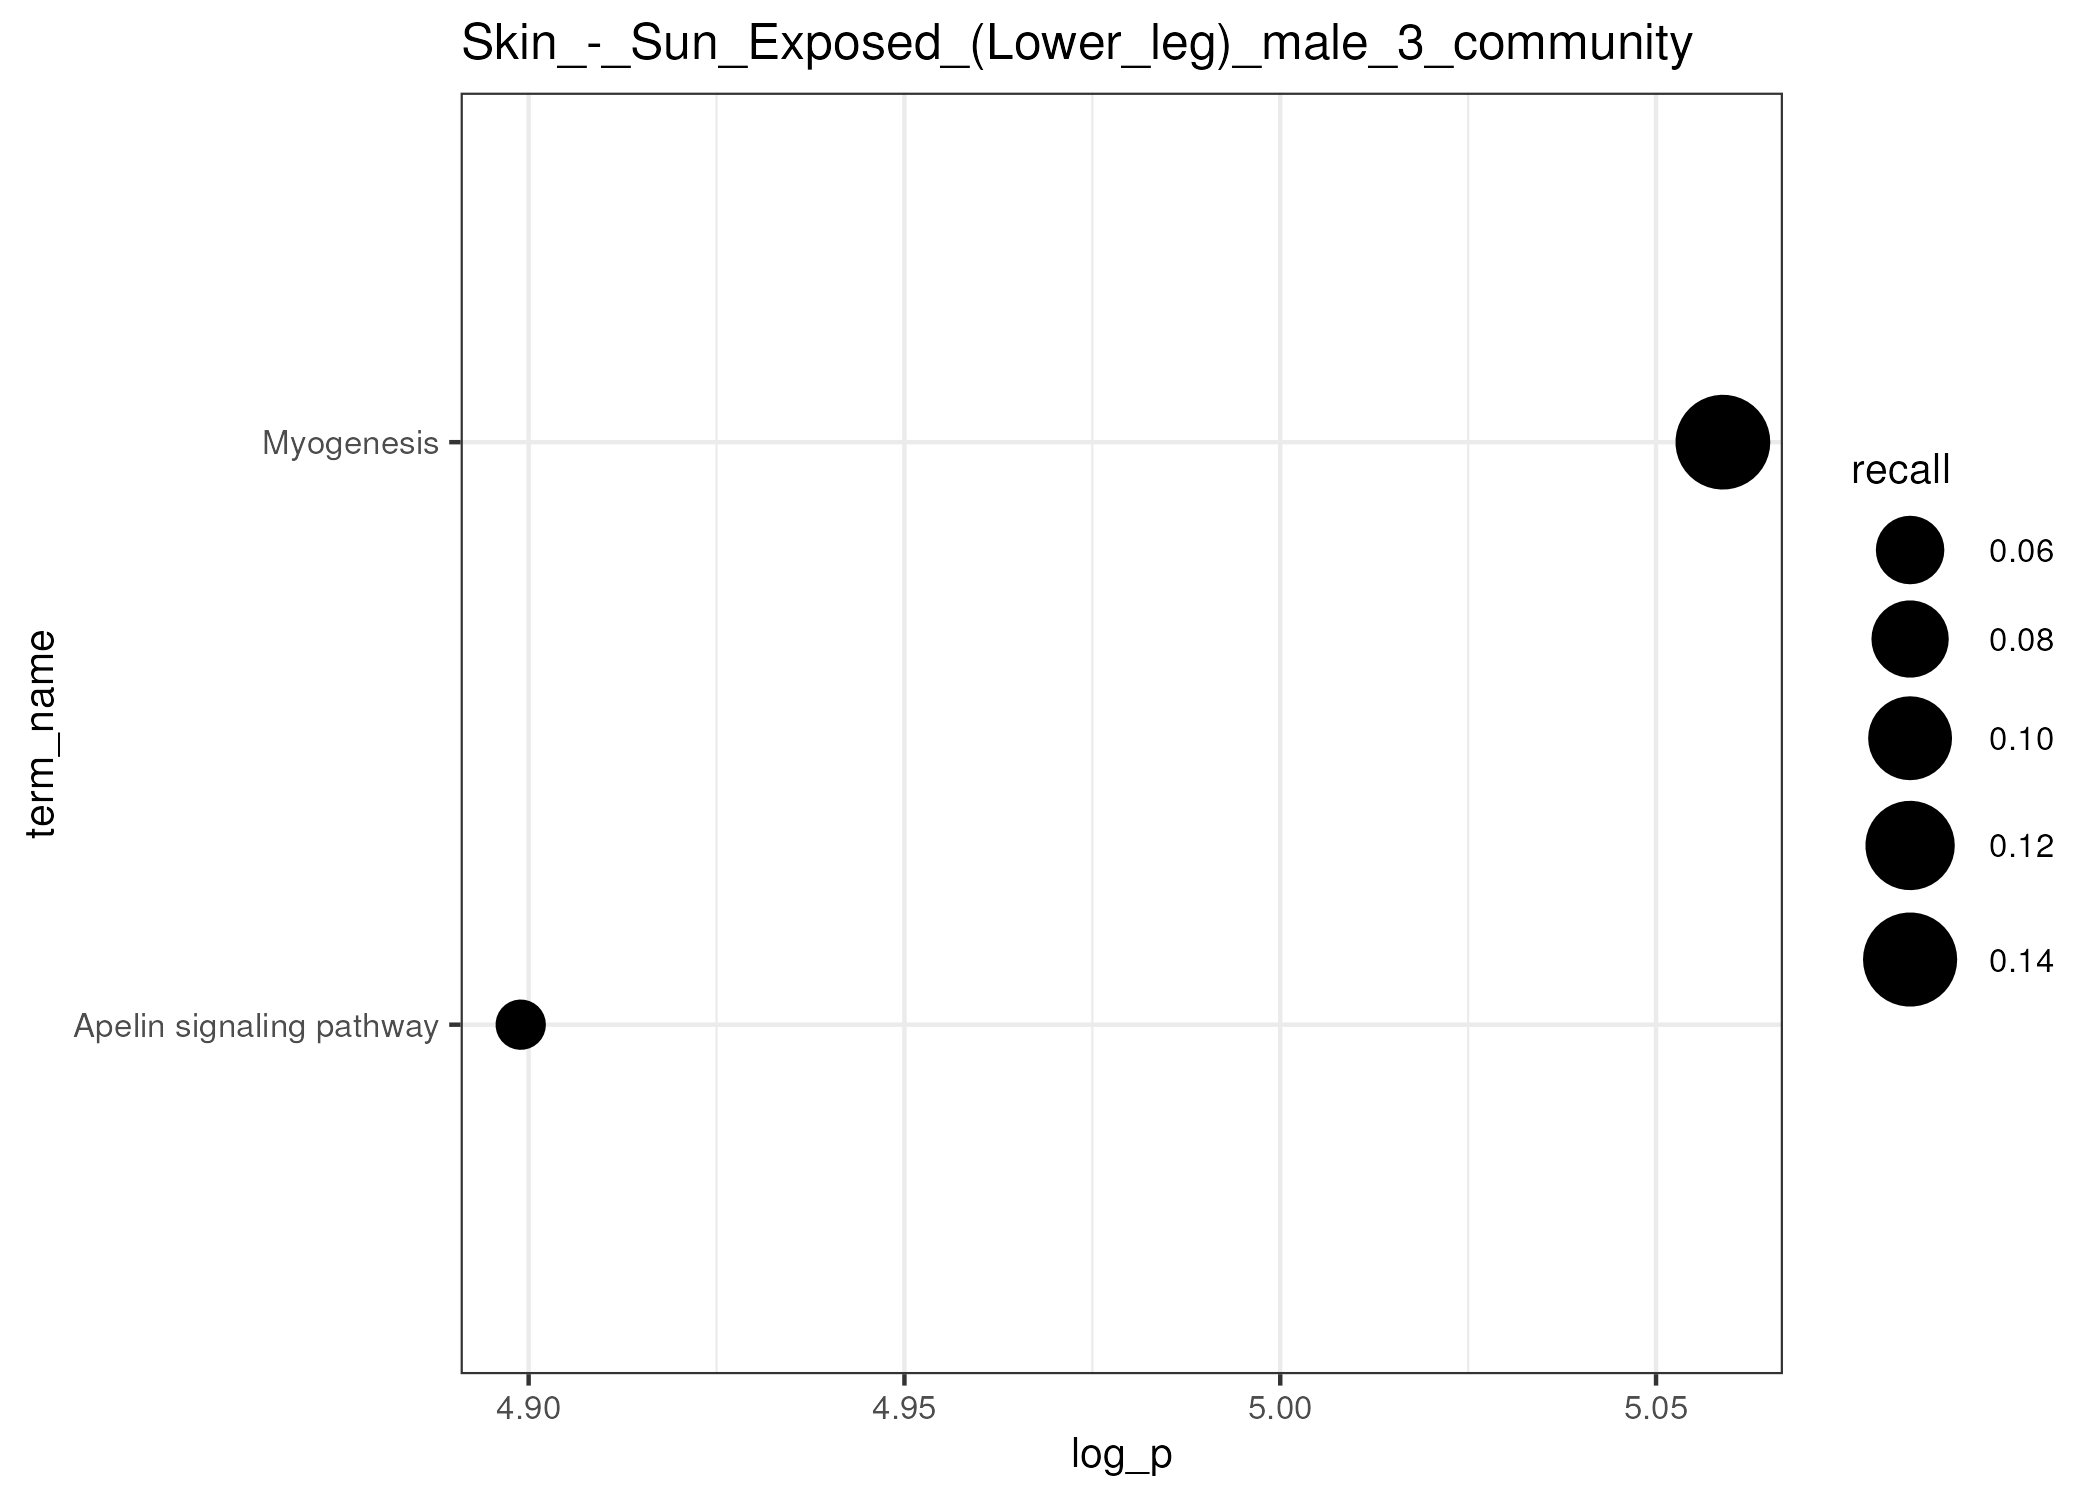 Skin_-_Sun_Exposed_(Lower_leg)_male_3_community
term_name
Myogenesis
Apelin signaling pathway
4.90
4.95
5.00
5.05
log_p
recall
0.06
0.08
0.10
0.12
0.14